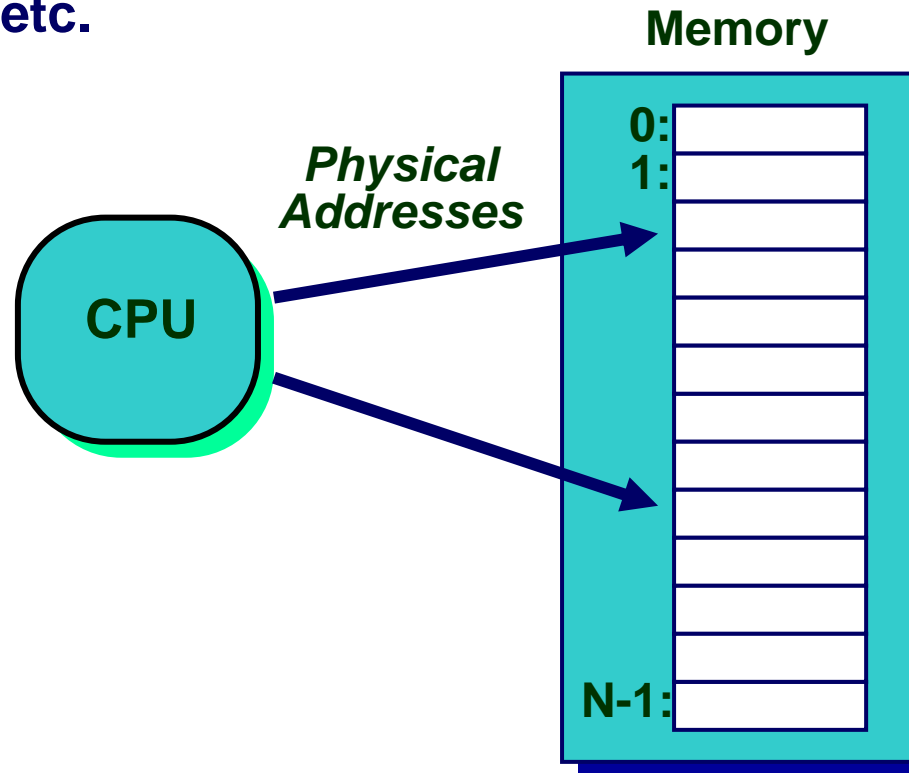 etc.
Memory
0:
1:
Physical
Addresses
CPU
N-1: